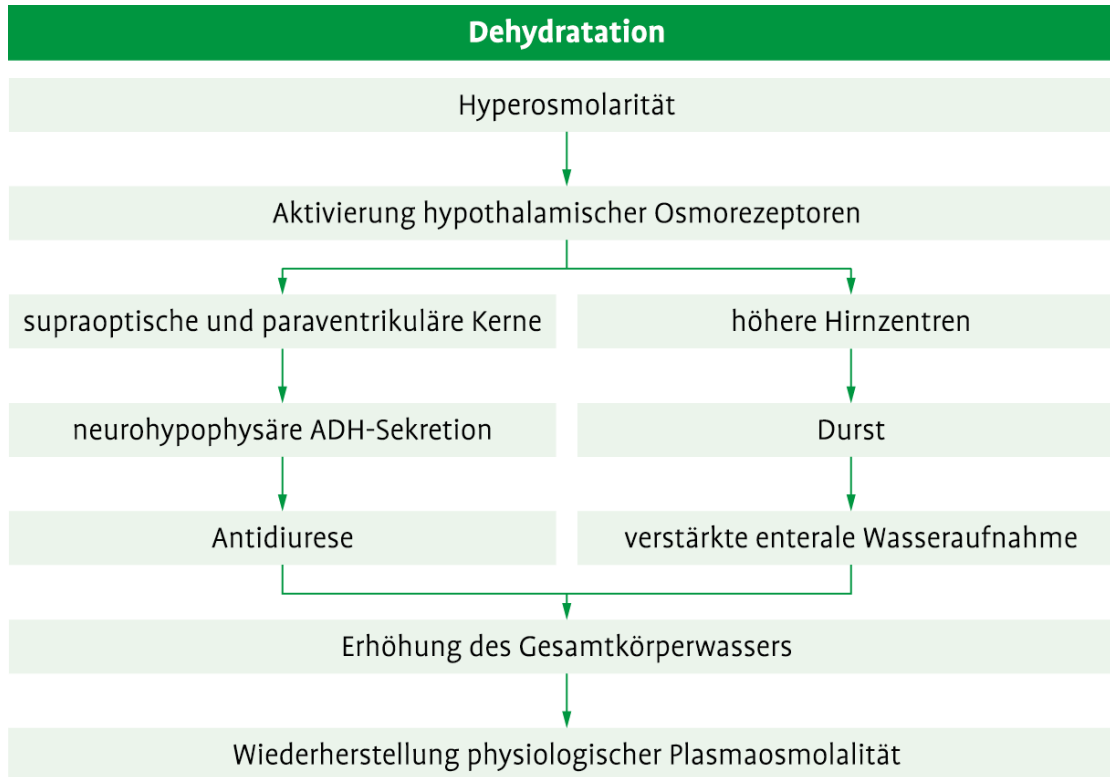 Dehydratation
Hyperosmolarität
Aktivierung hypothalamischer Osmorezeptoren
supraoptische und paraventrikuläre Kerne
höhere Hirnzentren
neurohypophysäre ADH-Sekretion
Durst
Antidiurese
verstärkte enterale Wasseraufnahme
Erhöhung des Gesamtkörperwassers
Wiederherstellung physiologischer Plasmaosmolalität